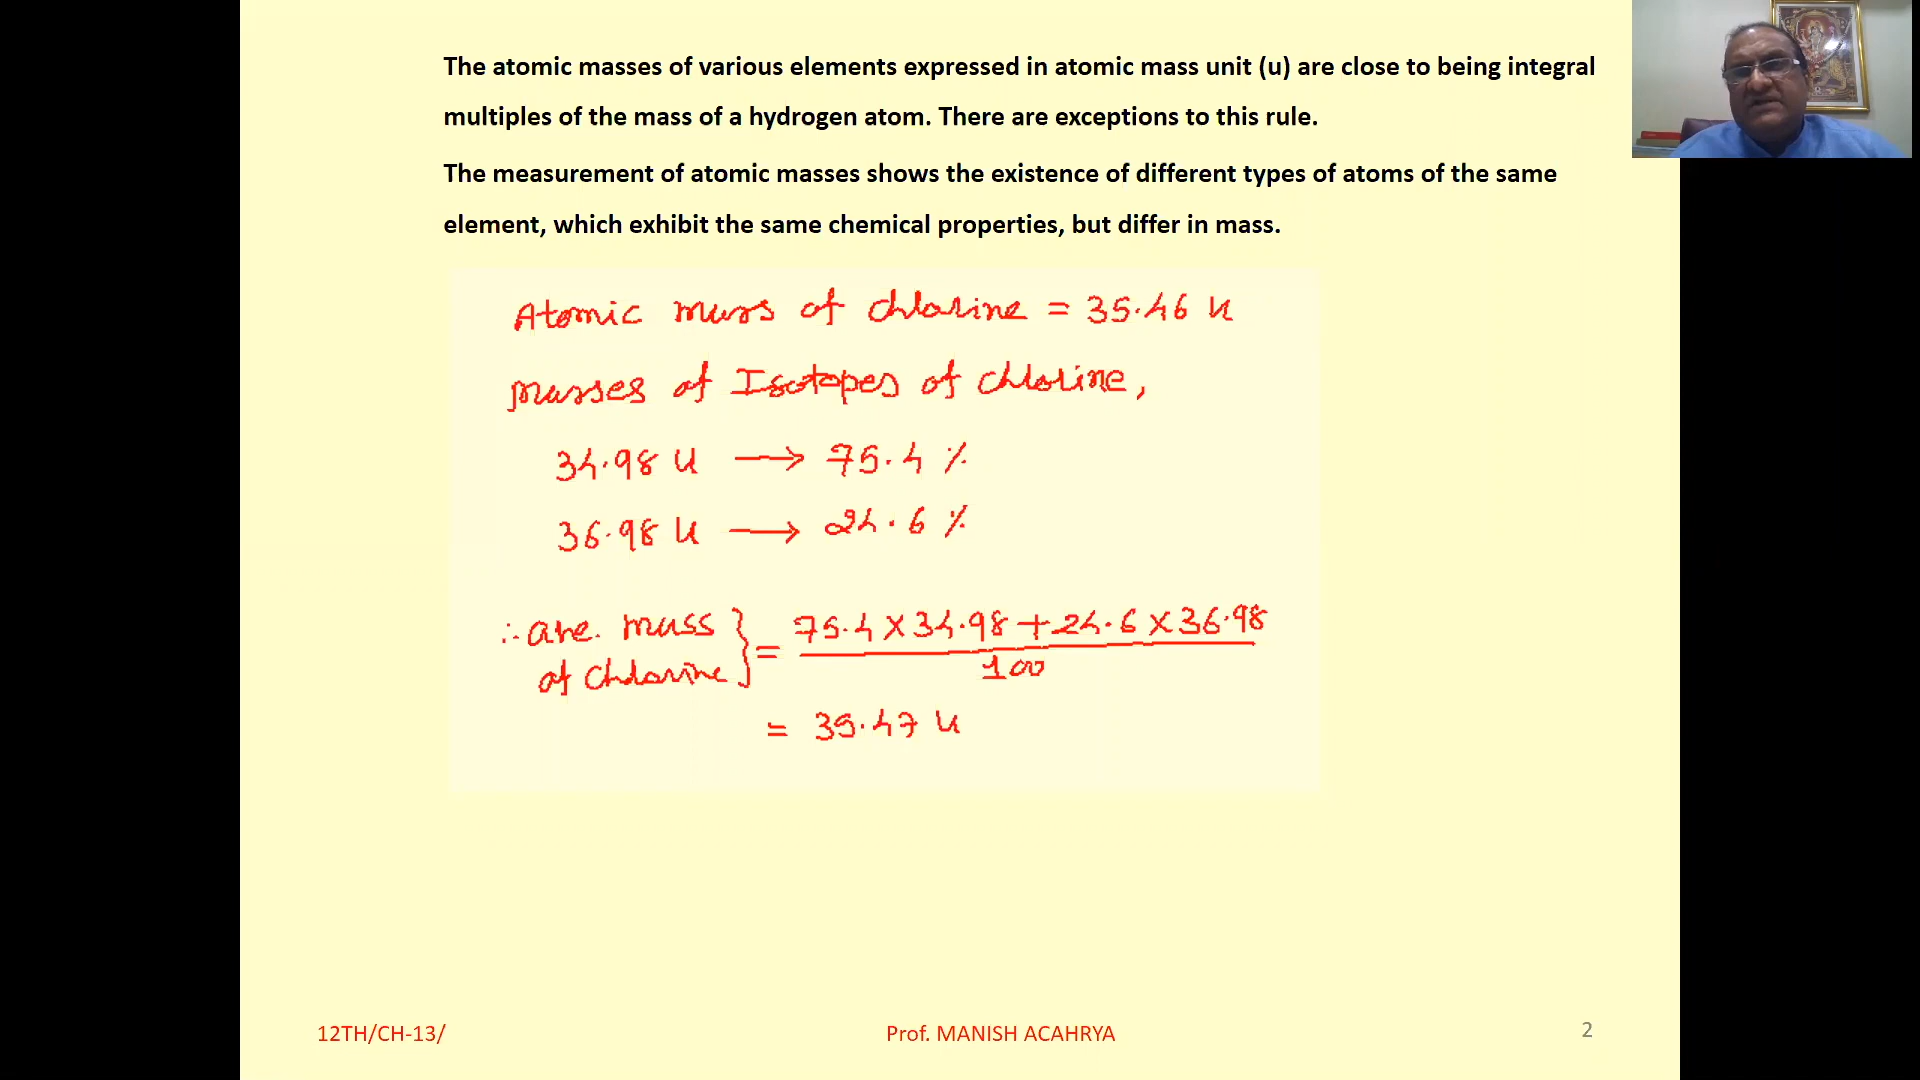 The atomic masses of various elements expressed in atomic mass unit (u) are close to being integral
multiples of the mass of a hydrogen atom. There are exceptions to this rule.
The measurement of atomic masses shows the existence of different types of atoms of the same
element, which exhibit the same chemical properties, but differ in mass.
Atomic mass of chlorine = 35.46 u
Masses of Isotopes of chlorine,
34.98 u → 75.4 %
36.98 u → 24.6 %
∴ ave. mass of chlorine } = 75.4 × 34.98 + 24.6 × 36.98
100
= 35.47 u
12TH/CH-13/
Prof. MANISH ACAHRYA
2